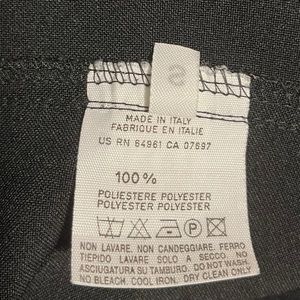 S
MADE IN ITALY
FABRIQUE EN ITALIE
US RN 64961 CA 07697
100%
POLIESTERE POLYESTER
POLYESTER POLYESTER
NON LAVARE. NON CANDEGGIARE. FERRO
TIEPIDO LAVARE SOLO A SECCO. NO
ASCIUGATURA SU TAMBURO. DO NOT WASH.
NO BLEACH. COOL IRON. DRY CLEAN ONLY